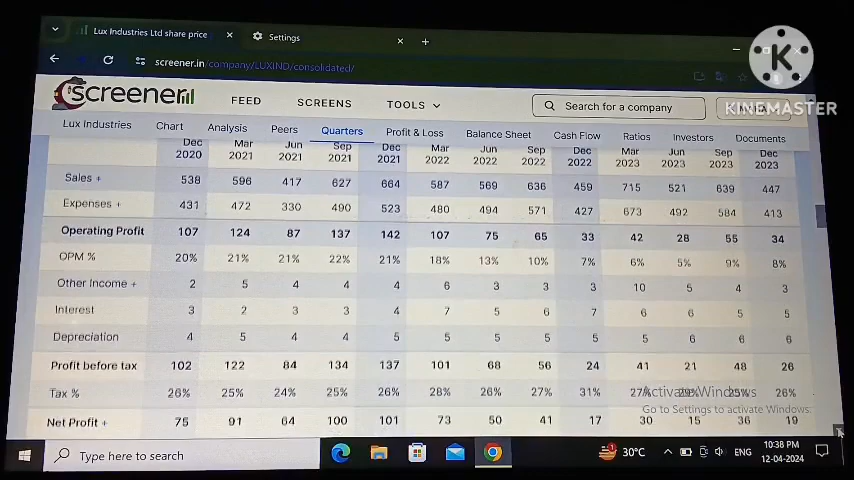 Lux Industries Ltd share price
Settings
screener.in/company/LUXIND/consolidated/
screener
FEED SCREENS TOOLS
Search for a company
KINEMASTER
Lux Industries Chart Analysis Peers Quarters Profit & Loss Balance Sheet Cash Flow Ratios Investors Documents
Dec 2020 Mar 2021 Jun 2021 Sep 2021 Dec 2021 Mar 2022 Jun 2022 Sep 2022 Dec 2022 Mar 2023 Jun 2023 Sep 2023 Dec 2023
Sales + 538 596 417 627 664 587 569 636 459 715 521 639 447
Expenses + 431 472 330 490 523 480 494 571 427 673 492 584 413
Operating Profit 107 124 87 137 142 107 75 65 33 42 28 55 34
OPM % 20% 21% 21% 22% 21% 18% 13% 10% 7% 6% 5% 9% 8%
Other Income + 2 5 4 4 4 6 3 3 3 10 5 4 3
Interest 3 2 3 3 4 7 5 6 7 6 6 5 5
Depreciation 4 5 4 4 5 5 5 5 5 5 6 6 6
Profit before tax 102 122 84 134 137 101 68 56 24 41 21 48 26
Tax % 26% 25% 24% 25% 26% 28% 26% 27% 31% 27% 25% 26%
Activate Windows
Go to Settings to activate Windows.
Net Profit + 75 91 64 100 101 73 50 41 17 30 15 36 19
Type here to search
30°C
ENG
10:38 PM
12-04-2024